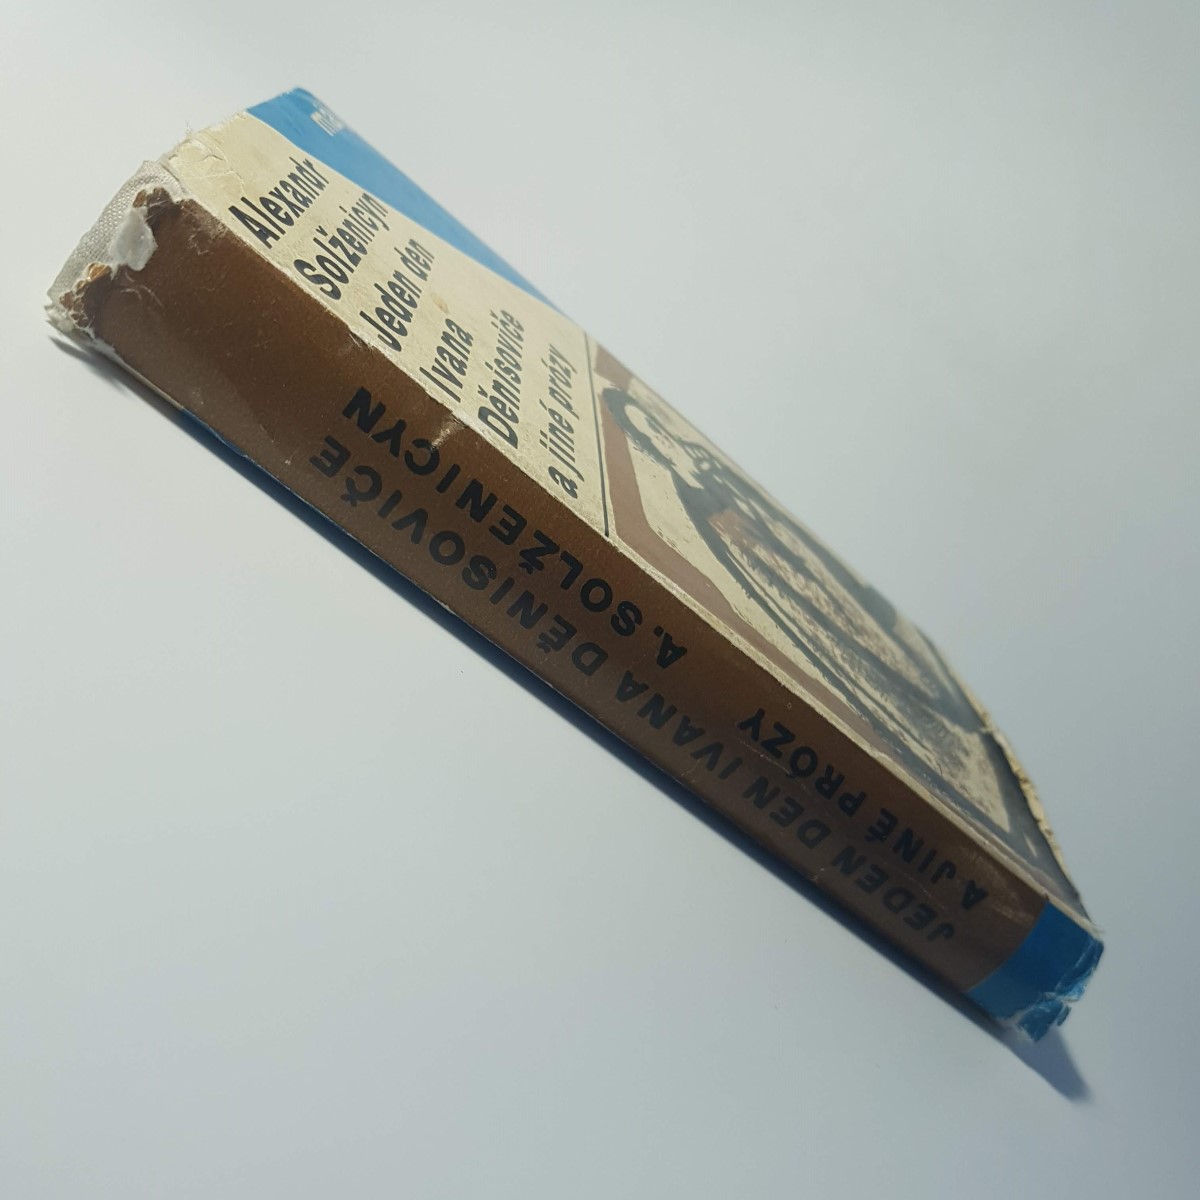 Alexandr
Solženicyn
Jeden den
Ivana
Děnisoviče
a jiné prózy
A. SOLŽENICYN
JEDEN DEN IVANA DĚNISOVIČE
A JINÉ PRÓZY